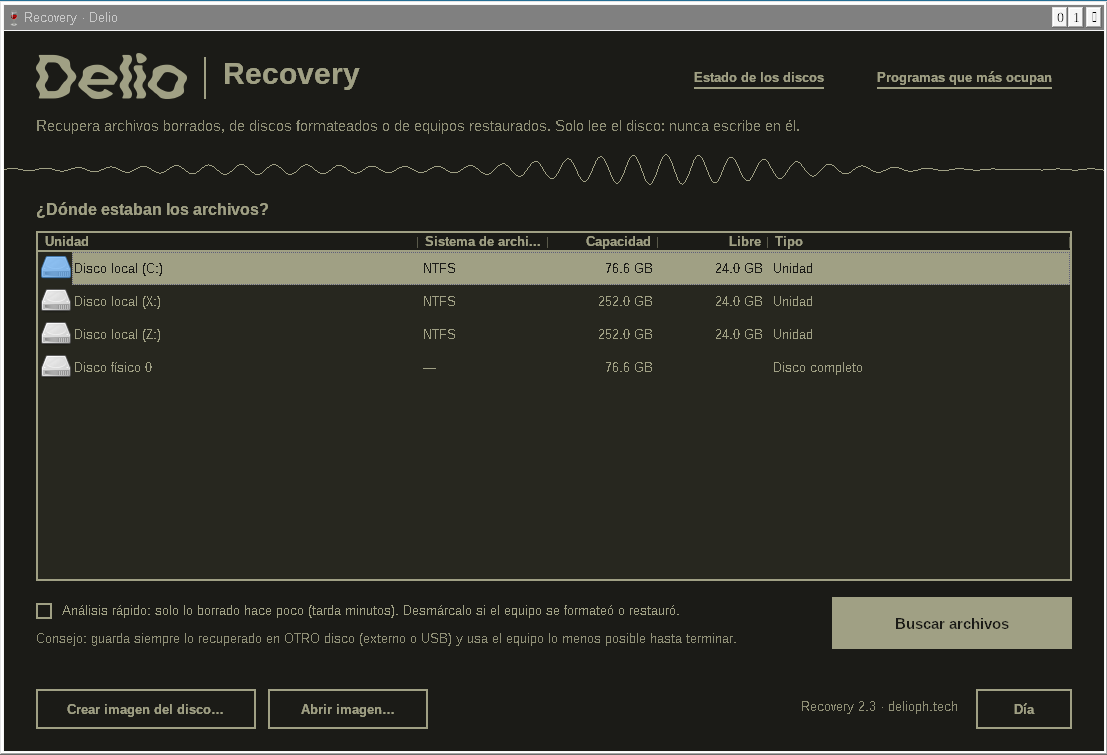 Recovery · Delio
0 1
Delio | Recovery
Estado de los discos
Programas que más ocupan
Recupera archivos borrados, de discos formateados o de equipos restaurados. Solo lee el disco: nunca escribe en él.
¿Dónde estaban los archivos?
Unidad Sistema de archi... Capacidad Libre Tipo
Disco local (C:) NTFS 76.6 GB 24.0 GB Unidad
Disco local (X:) NTFS 252.0 GB 24.0 GB Unidad
Disco local (Z:) NTFS 252.0 GB 24.0 GB Unidad
Disco físico 0 — 76.6 GB Disco completo
Análisis rápido: solo lo borrado hace poco (tarda minutos). Desmárcalo si el equipo se formateó o restauró.
Consejo: guarda siempre lo recuperado en OTRO disco (externo o USB) y usa el equipo lo menos posible hasta terminar.
Buscar archivos
Crear imagen del disco...
Abrir imagen...
Recovery 2.3 · delioph.tech
Día